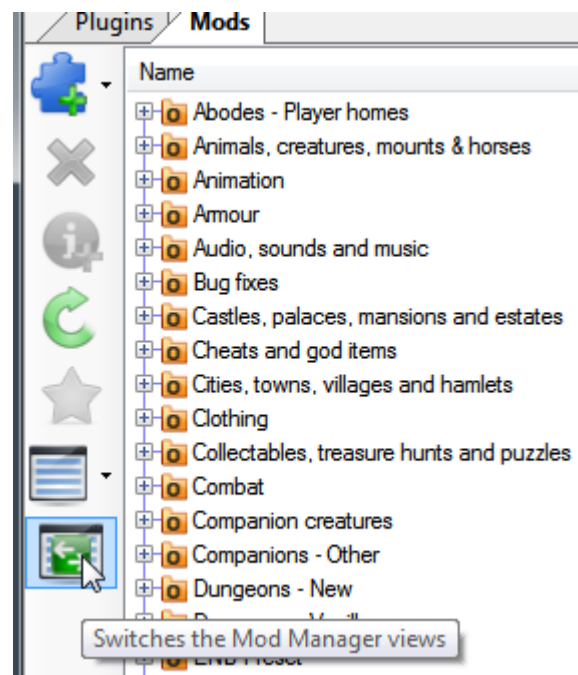 Plugins
Mods
Name
Abodes - Player homes
Animals, creatures, mounts & horses
Animation
Armour
Audio, sounds and music
Bug fixes
Castles, palaces, mansions and estates
Cheats and god items
Cities, towns, villages and hamlets
Clothing
Collectables, treasure hunts and puzzles
Combat
Companion creatures
Companions - Other
Dungeons - New
Switches the Mod Manager views
ENB Preset